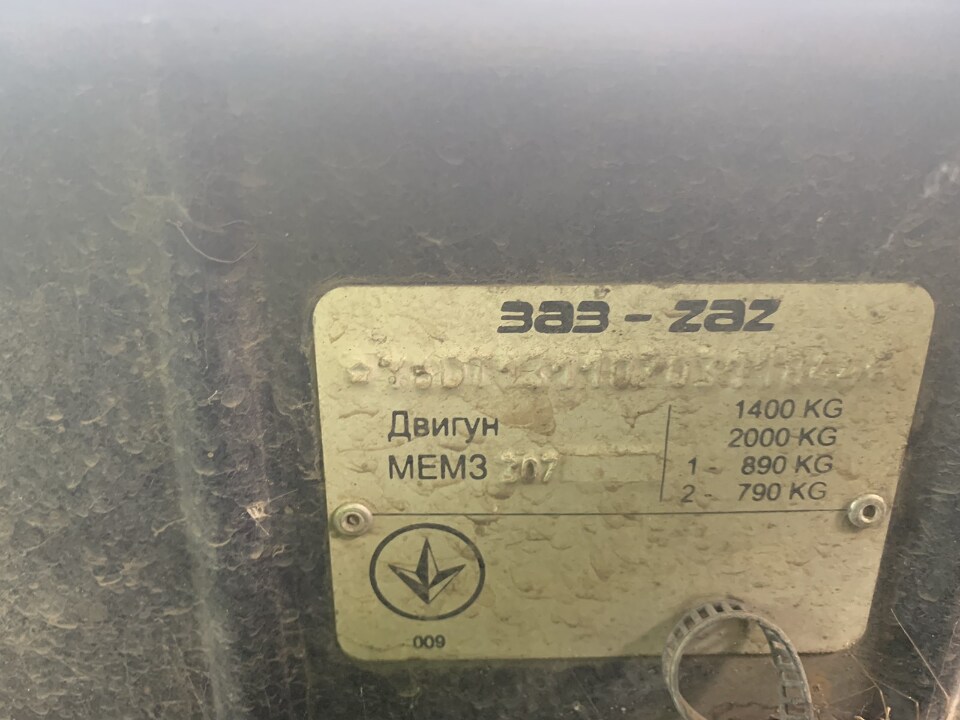 ЗАЗ - ZAZ
Двигун
МЕМЗ 307
1400 KG
2000 KG
1 - 890 KG
2 - 790 KG
009